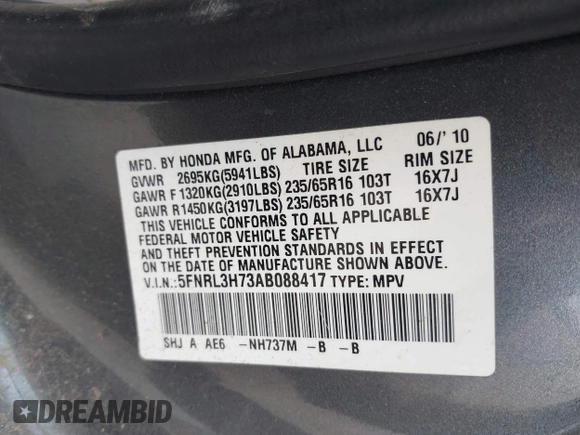 MFD. BY HONDA MFG. OF ALABAMA, LLC 06/' 10
GVWR 2695KG(5941LBS) TIRE SIZE RIM SIZE
GAWR F 1320KG(2910LBS) 235/65R16 103T 16X7J
GAWR R1450KG(3197LBS) 235/65R16 103T 16X7J
THIS VEHICLE CONFORMS TO ALL APPLICABLE
FEDERAL MOTOR VEHICLE SAFETY
AND THEFT PREVENTION STANDARDS IN EFFECT
ON THE DATE OF MANUFACTURE SHOWN ABOVE.
V.I.N.:5FNRL3H73AB088417 TYPE: MPV
SHJ A AE6 -NH737M -B -B
DREAMBID